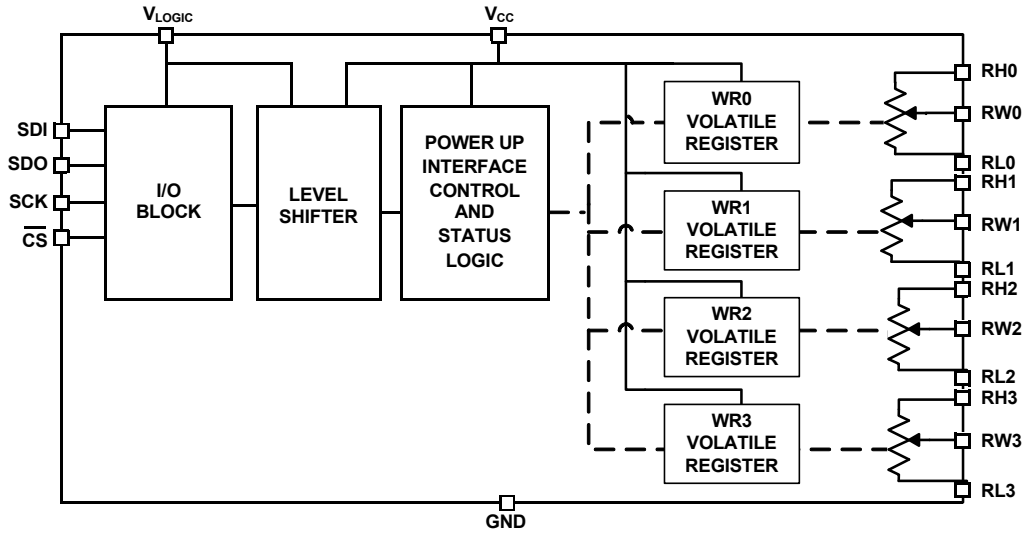 VLOGIC
VCC
SDI
SDO
SCK
CS
I/O
BLOCK
LEVEL
SHIFTER
POWER UP
INTERFACE
CONTROL
AND
STATUS
LOGIC
WR0
VOLATILE
REGISTER
WR1
VOLATILE
REGISTER
WR2
VOLATILE
REGISTER
WR3
VOLATILE
REGISTER
RH0
RW0
RL0
RH1
RW1
RL1
RH2
RW2
RL2
RH3
RW3
RL3
GND